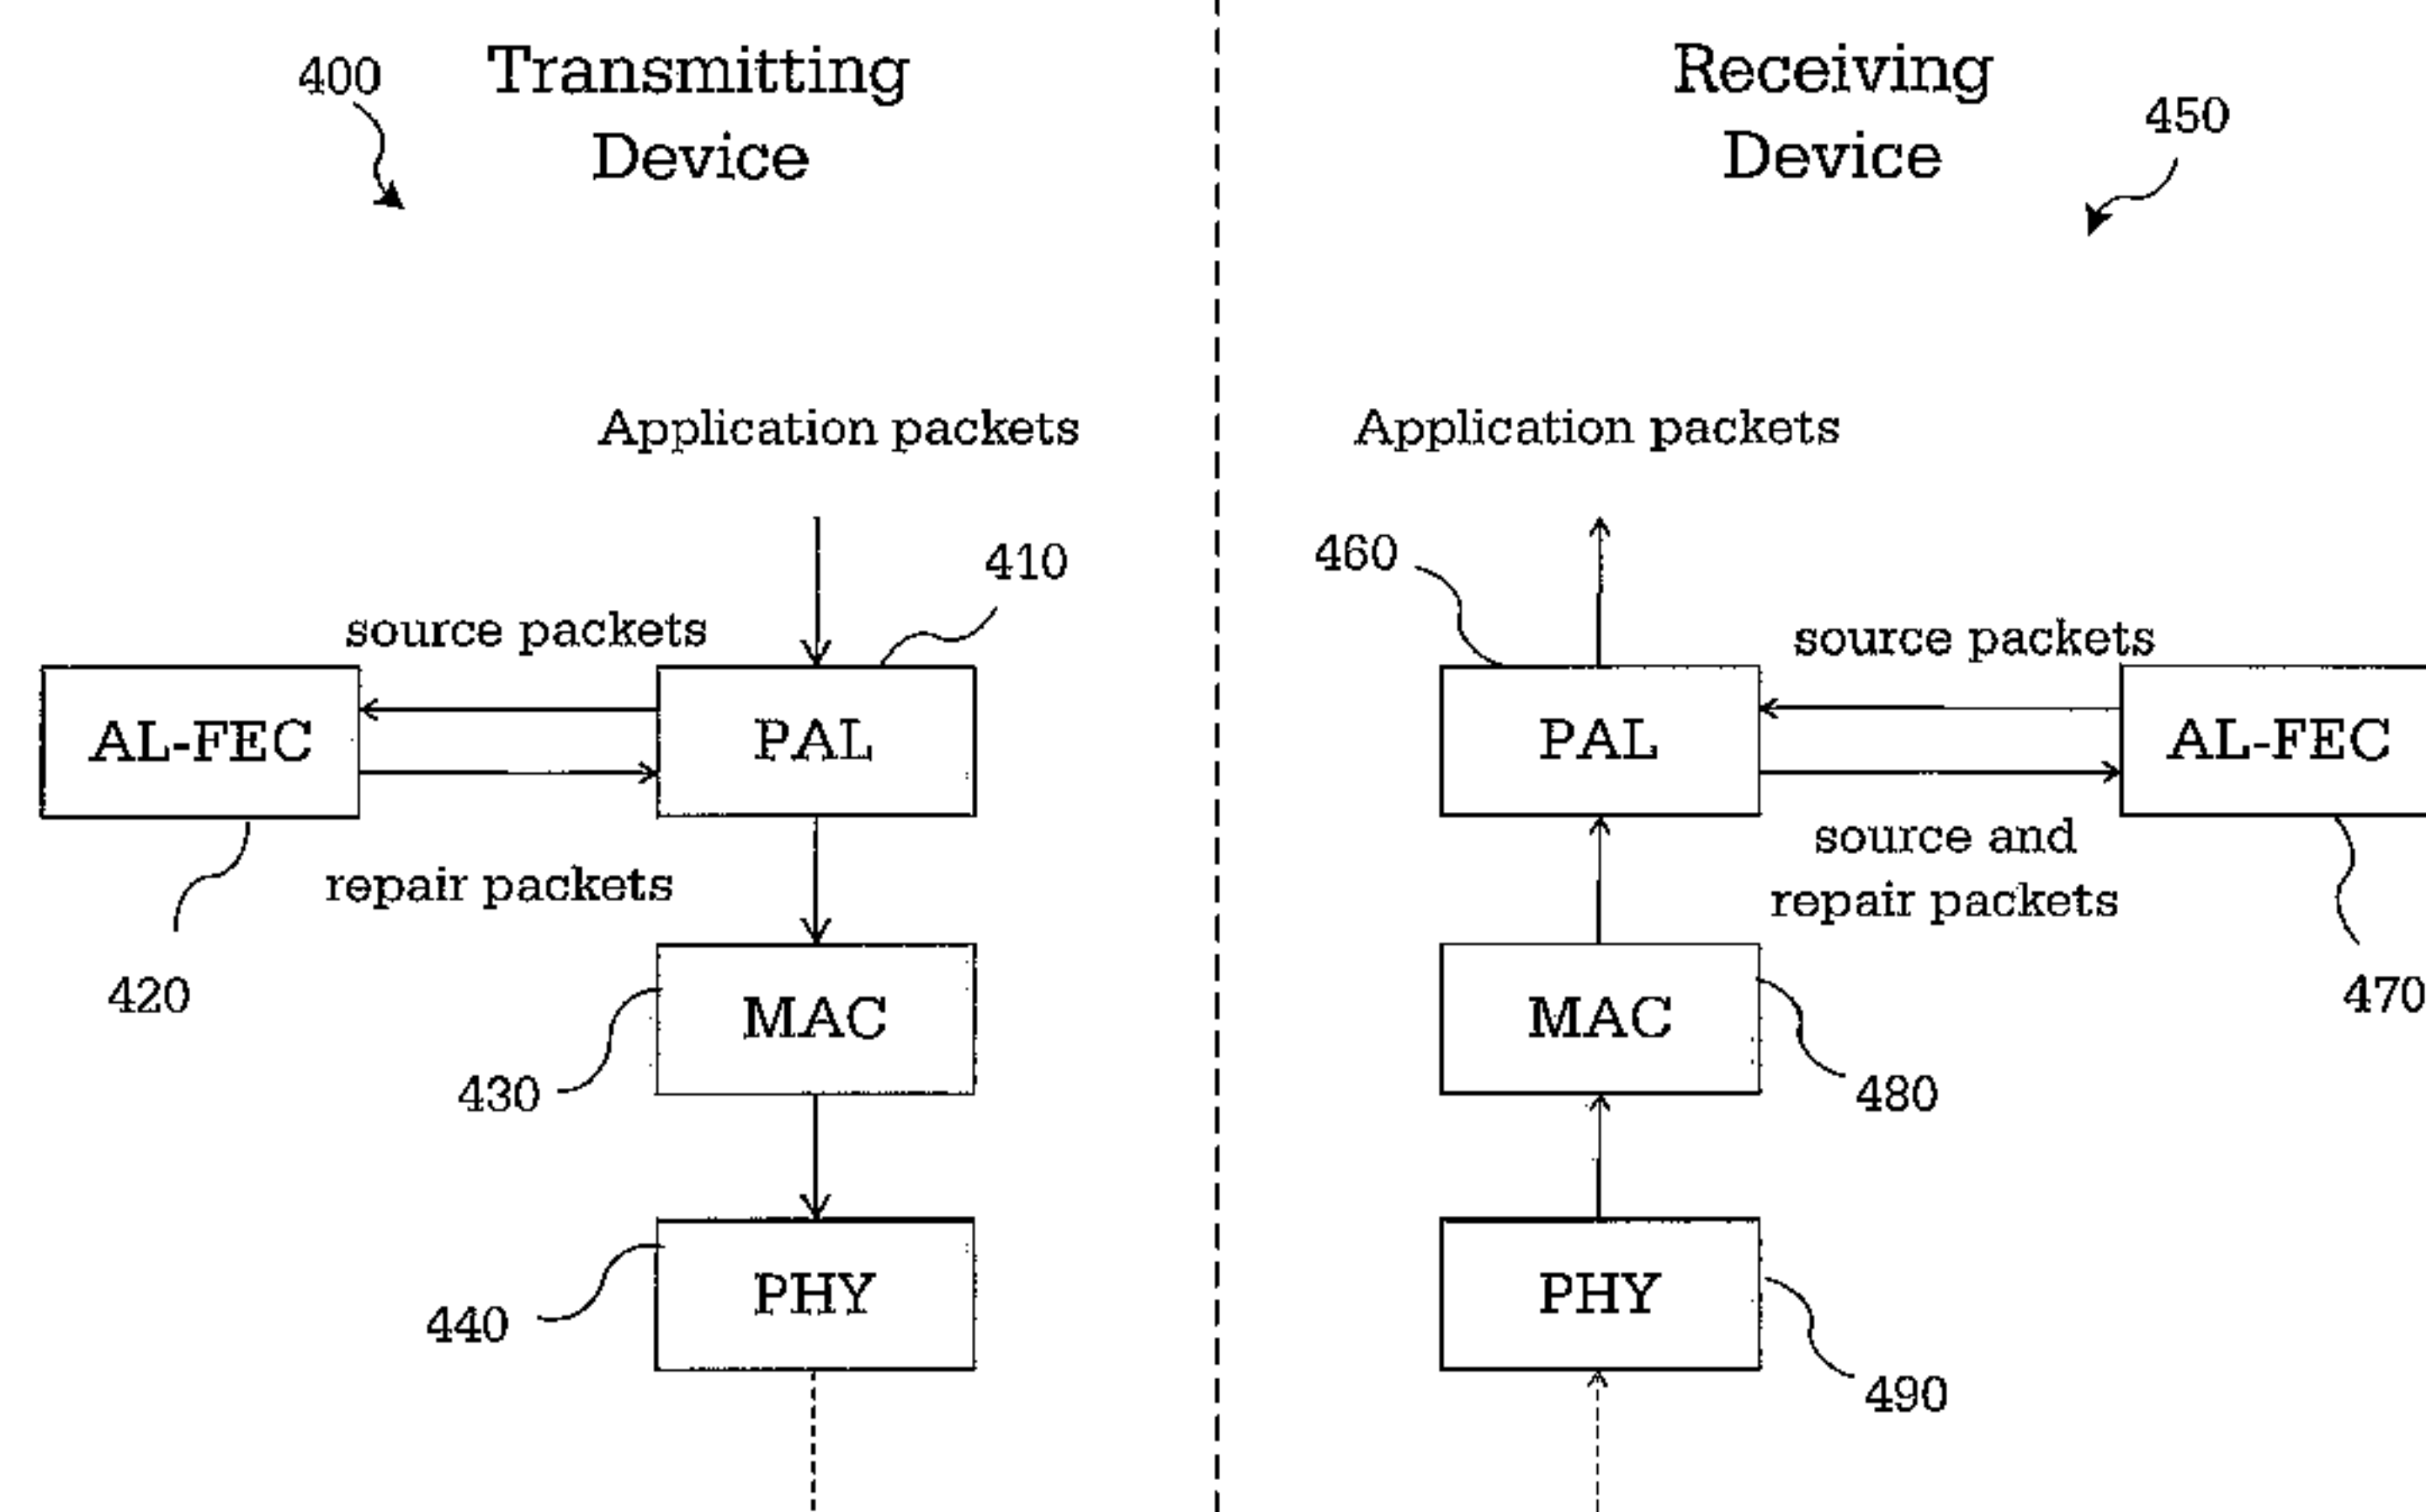 400
Transmitting
Device
Application packets
410
source packets
AL-FEC
PAL
repair packets
420
MAC
430
PHY
440
Receiving
Device
450
Application packets
460
source packets
PAL
AL-FEC
source and
repair packets
470
MAC
480
PHY
490